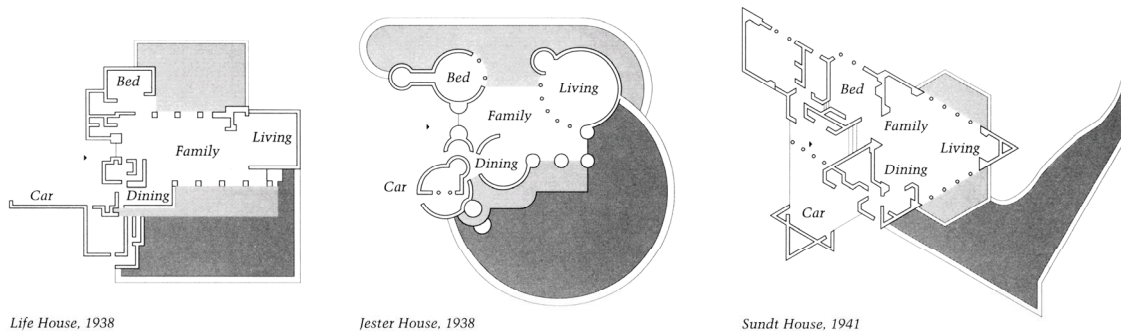 Bed
Living
Family
Car
Dining
Life House, 1938
Bed
Living
Family
Dining
Car
Jester House, 1938
Bed
Family
Living
Dining
Car
Sundt House, 1941